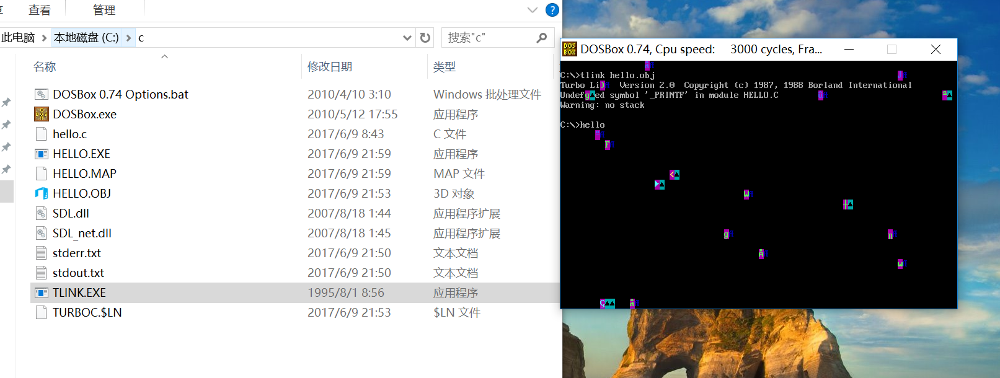 查看 管理
此电脑 > 本地磁盘 (C:) > c
搜索"c"
名称 修改日期 类型
DOSBox 0.74 Options.bat 2010/4/10 3:10 Windows 批处理文件
DOSBox.exe 2010/5/12 17:55 应用程序
hello.c 2017/6/9 8:43 C 文件
HELLO.EXE 2017/6/9 21:59 应用程序
HELLO.MAP 2017/6/9 21:59 MAP 文件
HELLO.OBJ 2017/6/9 21:53 3D 对象
SDL.dll 2007/8/18 1:44 应用程序扩展
SDL_net.dll 2007/8/18 1:45 应用程序扩展
stderr.txt 2017/6/9 21:50 文本文档
stdout.txt 2017/6/9 21:50 文本文档
TLINK.EXE 1995/8/1 8:56 应用程序
TURBOC.$LN 2017/6/9 21:53 $LN 文件
DOSBox 0.74, Cpu speed: 3000 cycles, Fra...
C:\>tlink hello.obj
Turbo Li) Version 2.0 Copyright (c) 1987, 1988 Borland International
Undefg▲ed symbol '_PRINTF' in module HELLO.C
Warning: no stack
C:\>hello
F
<▲
►▲
W
g
π
Å
w
Ç▲▲ â